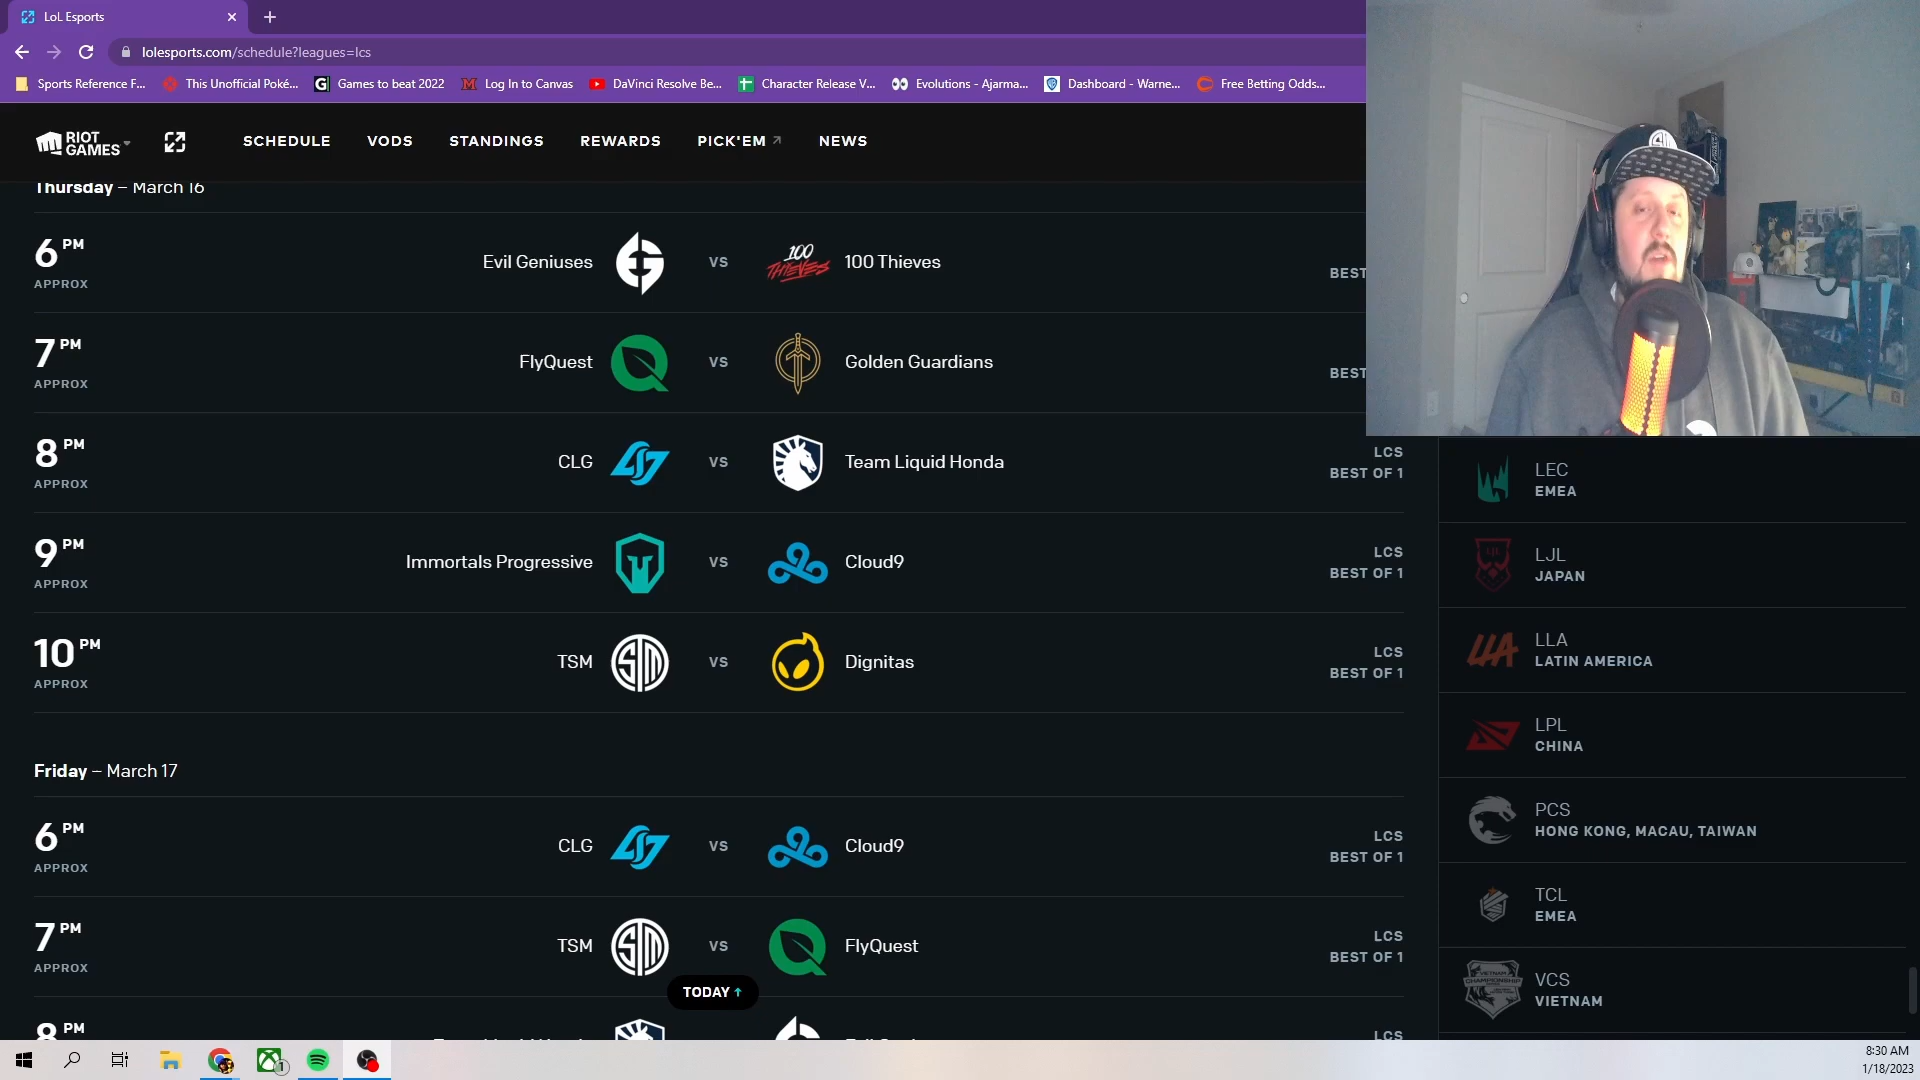 LoL Esports
lolesports.com/schedule?leagues=lcs
Sports Reference F...
This Unofficial Poké...
Games to beat 2022
Log In to Canvas
DaVinci Resolve Be...
Character Release V...
Evolutions - Ajarma...
Dashboard - Warne...
Free Betting Odds...
RIOT
GAMES
SCHEDULE
VODS
STANDINGS
REWARDS
PICK'EM
NEWS
Thursday – March 16
6 PM
APPROX
Evil Geniuses
VS
100 THIEVES
100 Thieves
BEST
7 PM
APPROX
FlyQuest
VS
Golden Guardians
BEST
8 PM
APPROX
CLG
VS
Team Liquid Honda
LCS
BEST OF 1
9 PM
APPROX
Immortals Progressive
VS
Cloud9
LCS
BEST OF 1
10 PM
APPROX
TSM
VS
Dignitas
LCS
BEST OF 1
Friday – March 17
6 PM
APPROX
CLG
VS
Cloud9
LCS
BEST OF 1
7 PM
APPROX
TSM
VS
FlyQuest
LCS
BEST OF 1
TODAY ↑
8 PM
LCS
LEC
EMEA
LJL
JAPAN
LLA
LATIN AMERICA
LPL
CHINA
PCS
HONG KONG, MACAU, TAIWAN
TCL
EMEA
VCS
VIETNAM
8:30 AM
1/18/2023